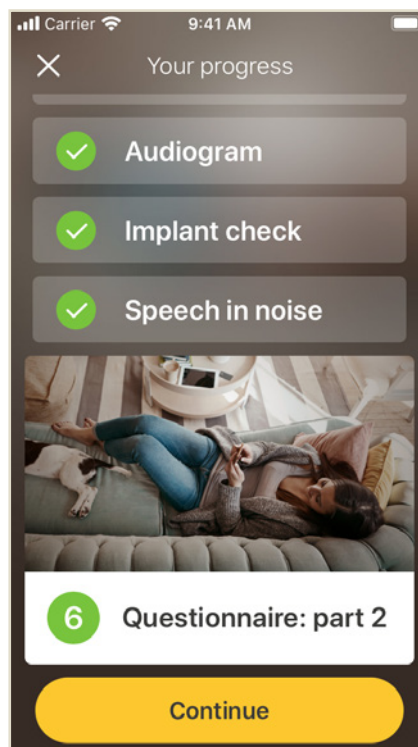 Carrier 9:41 AM
Your progress
Audiogram
Implant check
Speech in noise
6 Questionnaire: part 2
Continue